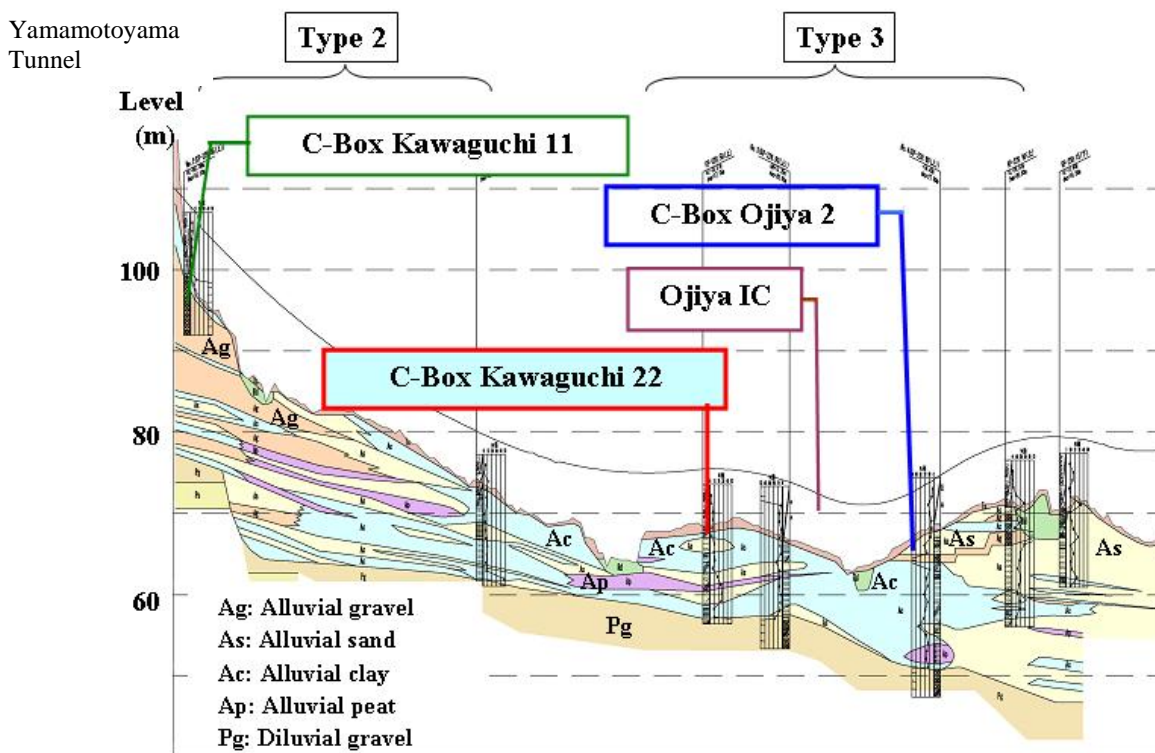 Yamamotoyama
Tunnel
Type 2
Type 3
Level
(m)
C-Box Kawaguchi 11
C-Box Ojiya 2
100
Ojiya IC
Ag
C-Box Kawaguchi 22
Ag
80
Ac
Ac
As
As
Ap
Ac
60
Pg
Ag: Alluvial gravel
As: Alluvial sand
Ac: Alluvial clay
Ap: Alluvial peat
Pg: Diluvial gravel